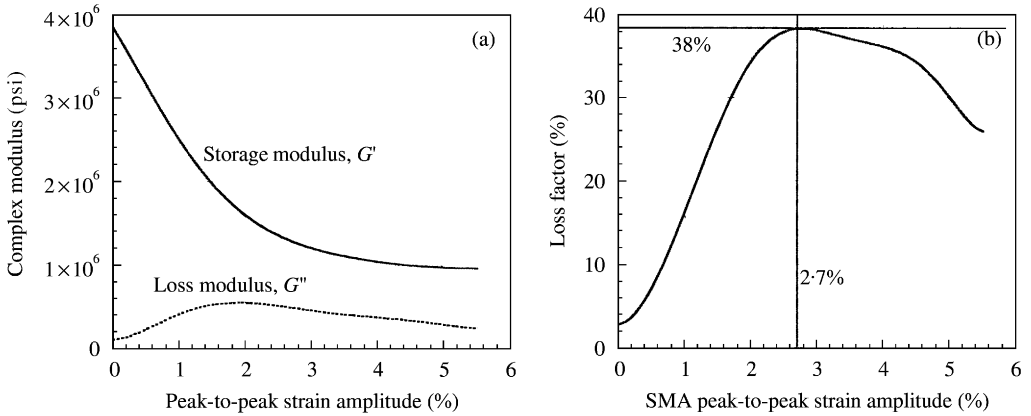 4×10⁶
3×10⁶
2×10⁶
1×10⁶
0
Complex modulus (psi)
(a)
Storage modulus, G'
Loss modulus, G"
0 1 2 3 4 5 6
Peak-to-peak strain amplitude (%)
40
30
20
10
0
Loss factor (%)
(b)
38%
2·7%
0 1 2 3 4 5 6
SMA peak-to-peak strain amplitude (%)